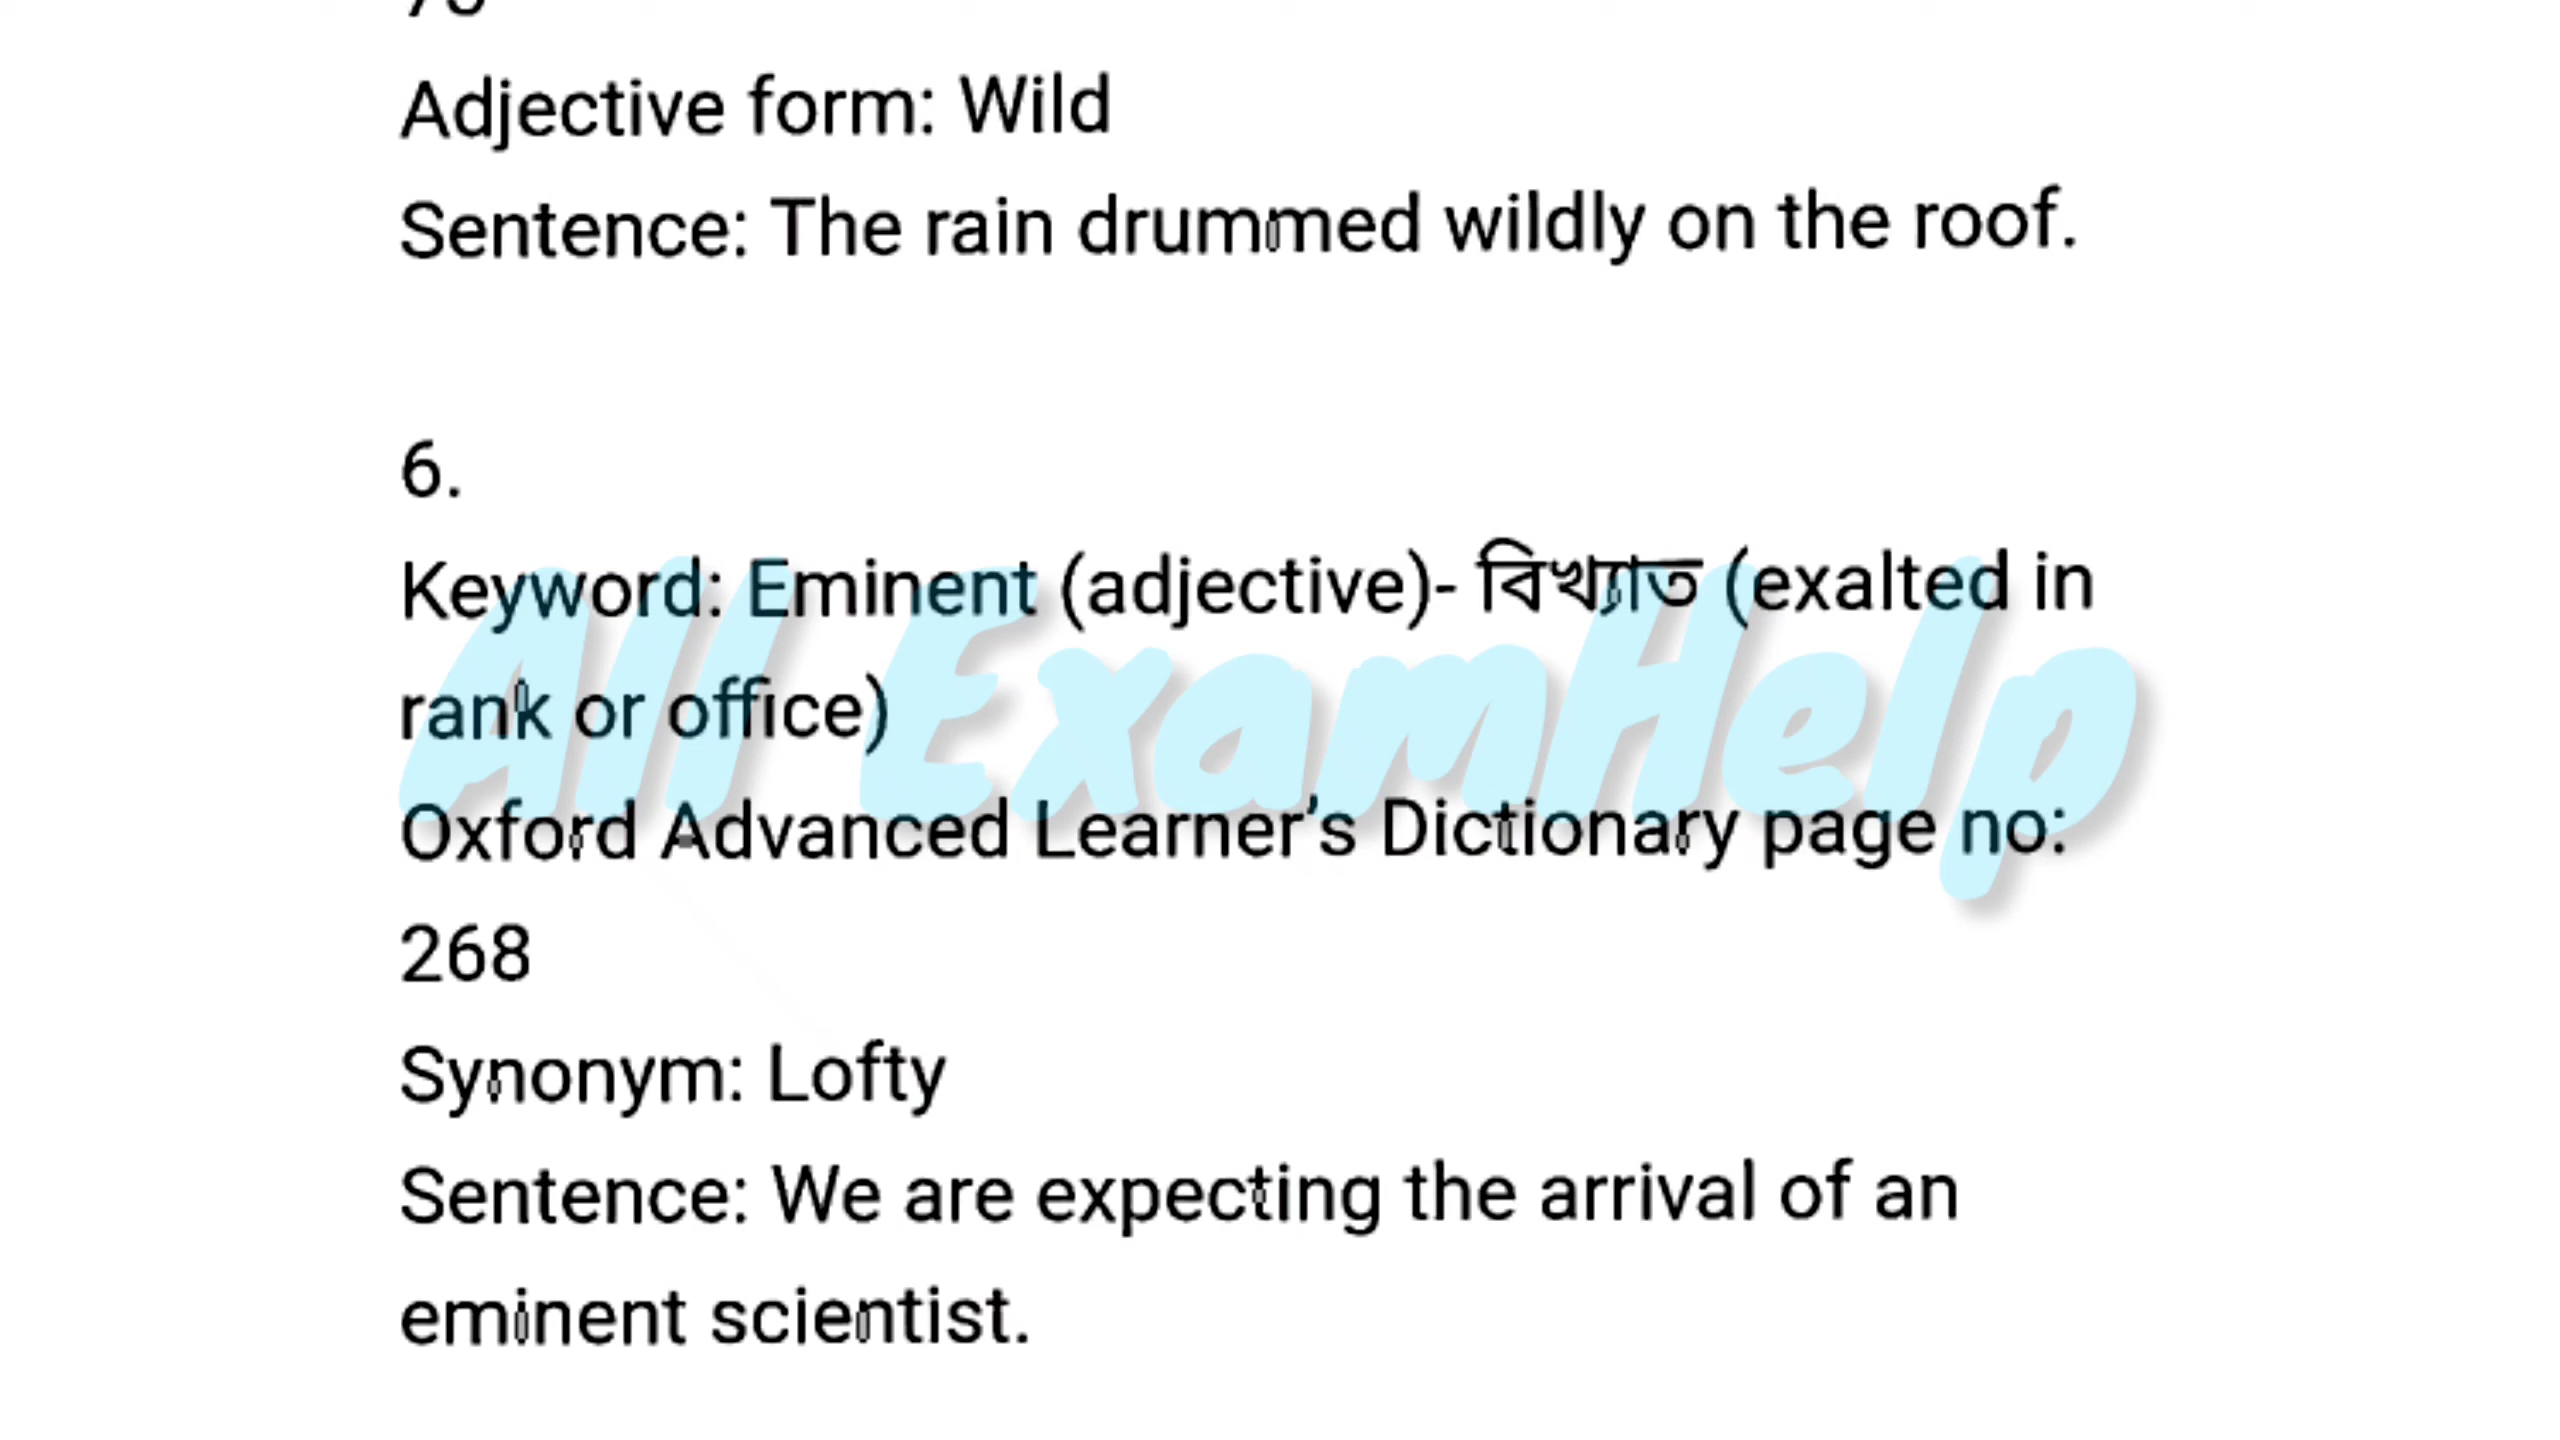 Adjective form: Wild
Sentence: The rain drummed wildly on the roof.
6.
Keyword: Eminent (adjective)- বিখ্যাত (exalted in
rank or office)
All ExamHelp
Oxford Advanced Learner's Dictionary page no:
268
Synonym: Lofty
Sentence: We are expecting the arrival of an
eminent scientist.